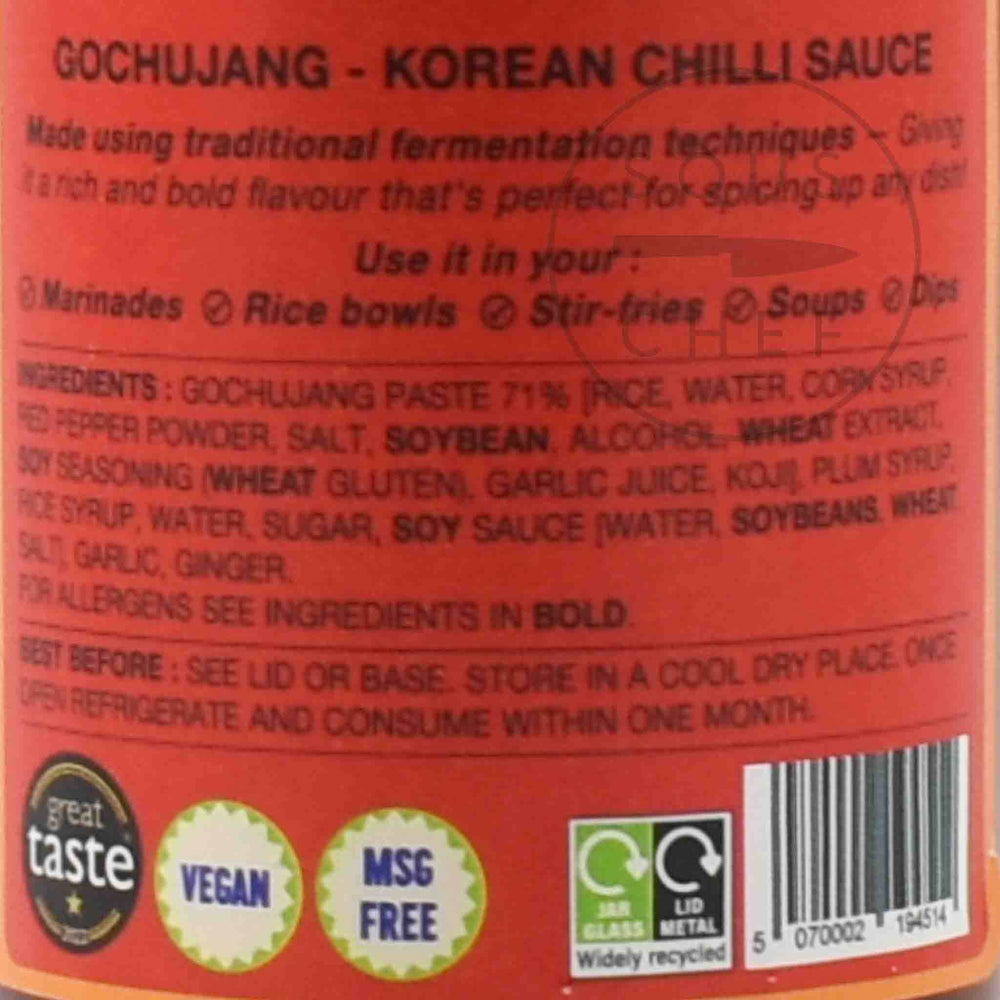 GOCHUJANG - KOREAN CHILLI SAUCE
Made using traditional fermentation techniques – Giving
it a rich and bold flavour that's perfect for spicing up any dish!
Use it in your :
Marinades Rice bowls Stir-fries Soups Dips
SOUS
CHEF
INGREDIENTS : GOCHUJANG PASTE 71% [RICE, WATER, CORN SYRUP,
RED PEPPER POWDER, SALT, SOYBEAN, ALCOHOL, WHEAT EXTRACT,
SOY SEASONING (WHEAT GLUTEN), GARLIC JUICE, KOJI], PLUM SYRUP,
RICE SYRUP, WATER, SUGAR, SOY SAUCE [WATER, SOYBEANS, WHEAT,
SALT], GARLIC, GINGER.
FOR ALLERGENS SEE INGREDIENTS IN BOLD.
BEST BEFORE : SEE LID OR BASE. STORE IN A COOL DRY PLACE. ONCE
OPEN REFRIGERATE AND CONSUME WITHIN ONE MONTH.
great
taste
VEGAN
MSG
FREE
JAR
GLASS
LID
METAL
Widely recycled
5 070002 194514